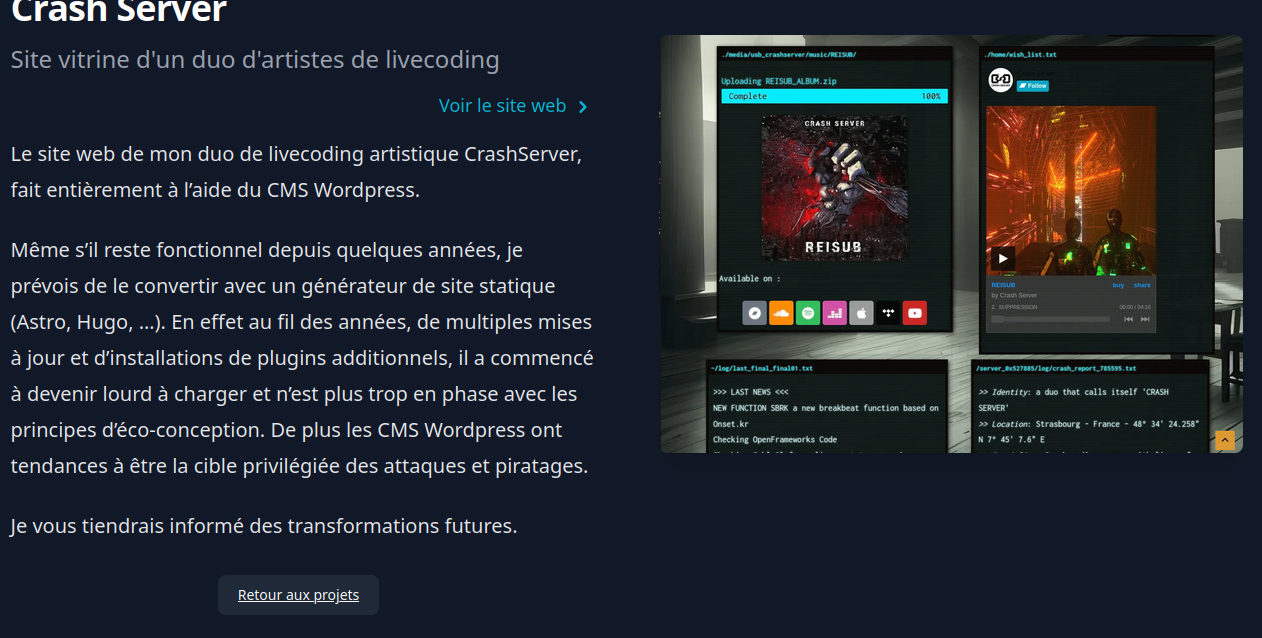 Crash Server
Site vitrine d'un duo d'artistes de livecoding
Voir le site web
Le site web de mon duo de livecoding artistique CrashServer,
fait entièrement à l’aide du CMS Wordpress.
Même s’il reste fonctionnel depuis quelques années, je
prévois de le convertir avec un générateur de site statique
(Astro, Hugo, ...). En effet au fil des années, de multiples mises
à jour et d’installations de plugins additionnels, il a commencé
à devenir lourd à charger et n’est plus trop en phase avec les
principes d’éco-conception. De plus les CMS Wordpress ont
tendances à être la cible privilégiée des attaques et piratages.
Je vous tiendrais informé des transformations futures.
Retour aux projets
./media/usb_crashserver/music/REISUB/
Uploading REISUB_ALBUM.zip
Complete 100%
CRASH SERVER
REISUB
Available on :
./home/wish_list.txt
Follow
REISUB buy share
by Crash Server
2. SUPPRESSION 00:00 / 04:16
~/log/last_final_final01.txt
>>> LAST NEWS <<<
NEW FUNCTION SBRK a new breakbeat function based on
Onset.kr
Checking OpenFrameworks Code
/server_0x527885/log/crash_report_785595.txt
>> Identity: a duo that calls itself 'CRASH
SERVER'
>> Location: Strasbourg - France - 48° 34' 24.258"
N 7° 45' 7.6" E